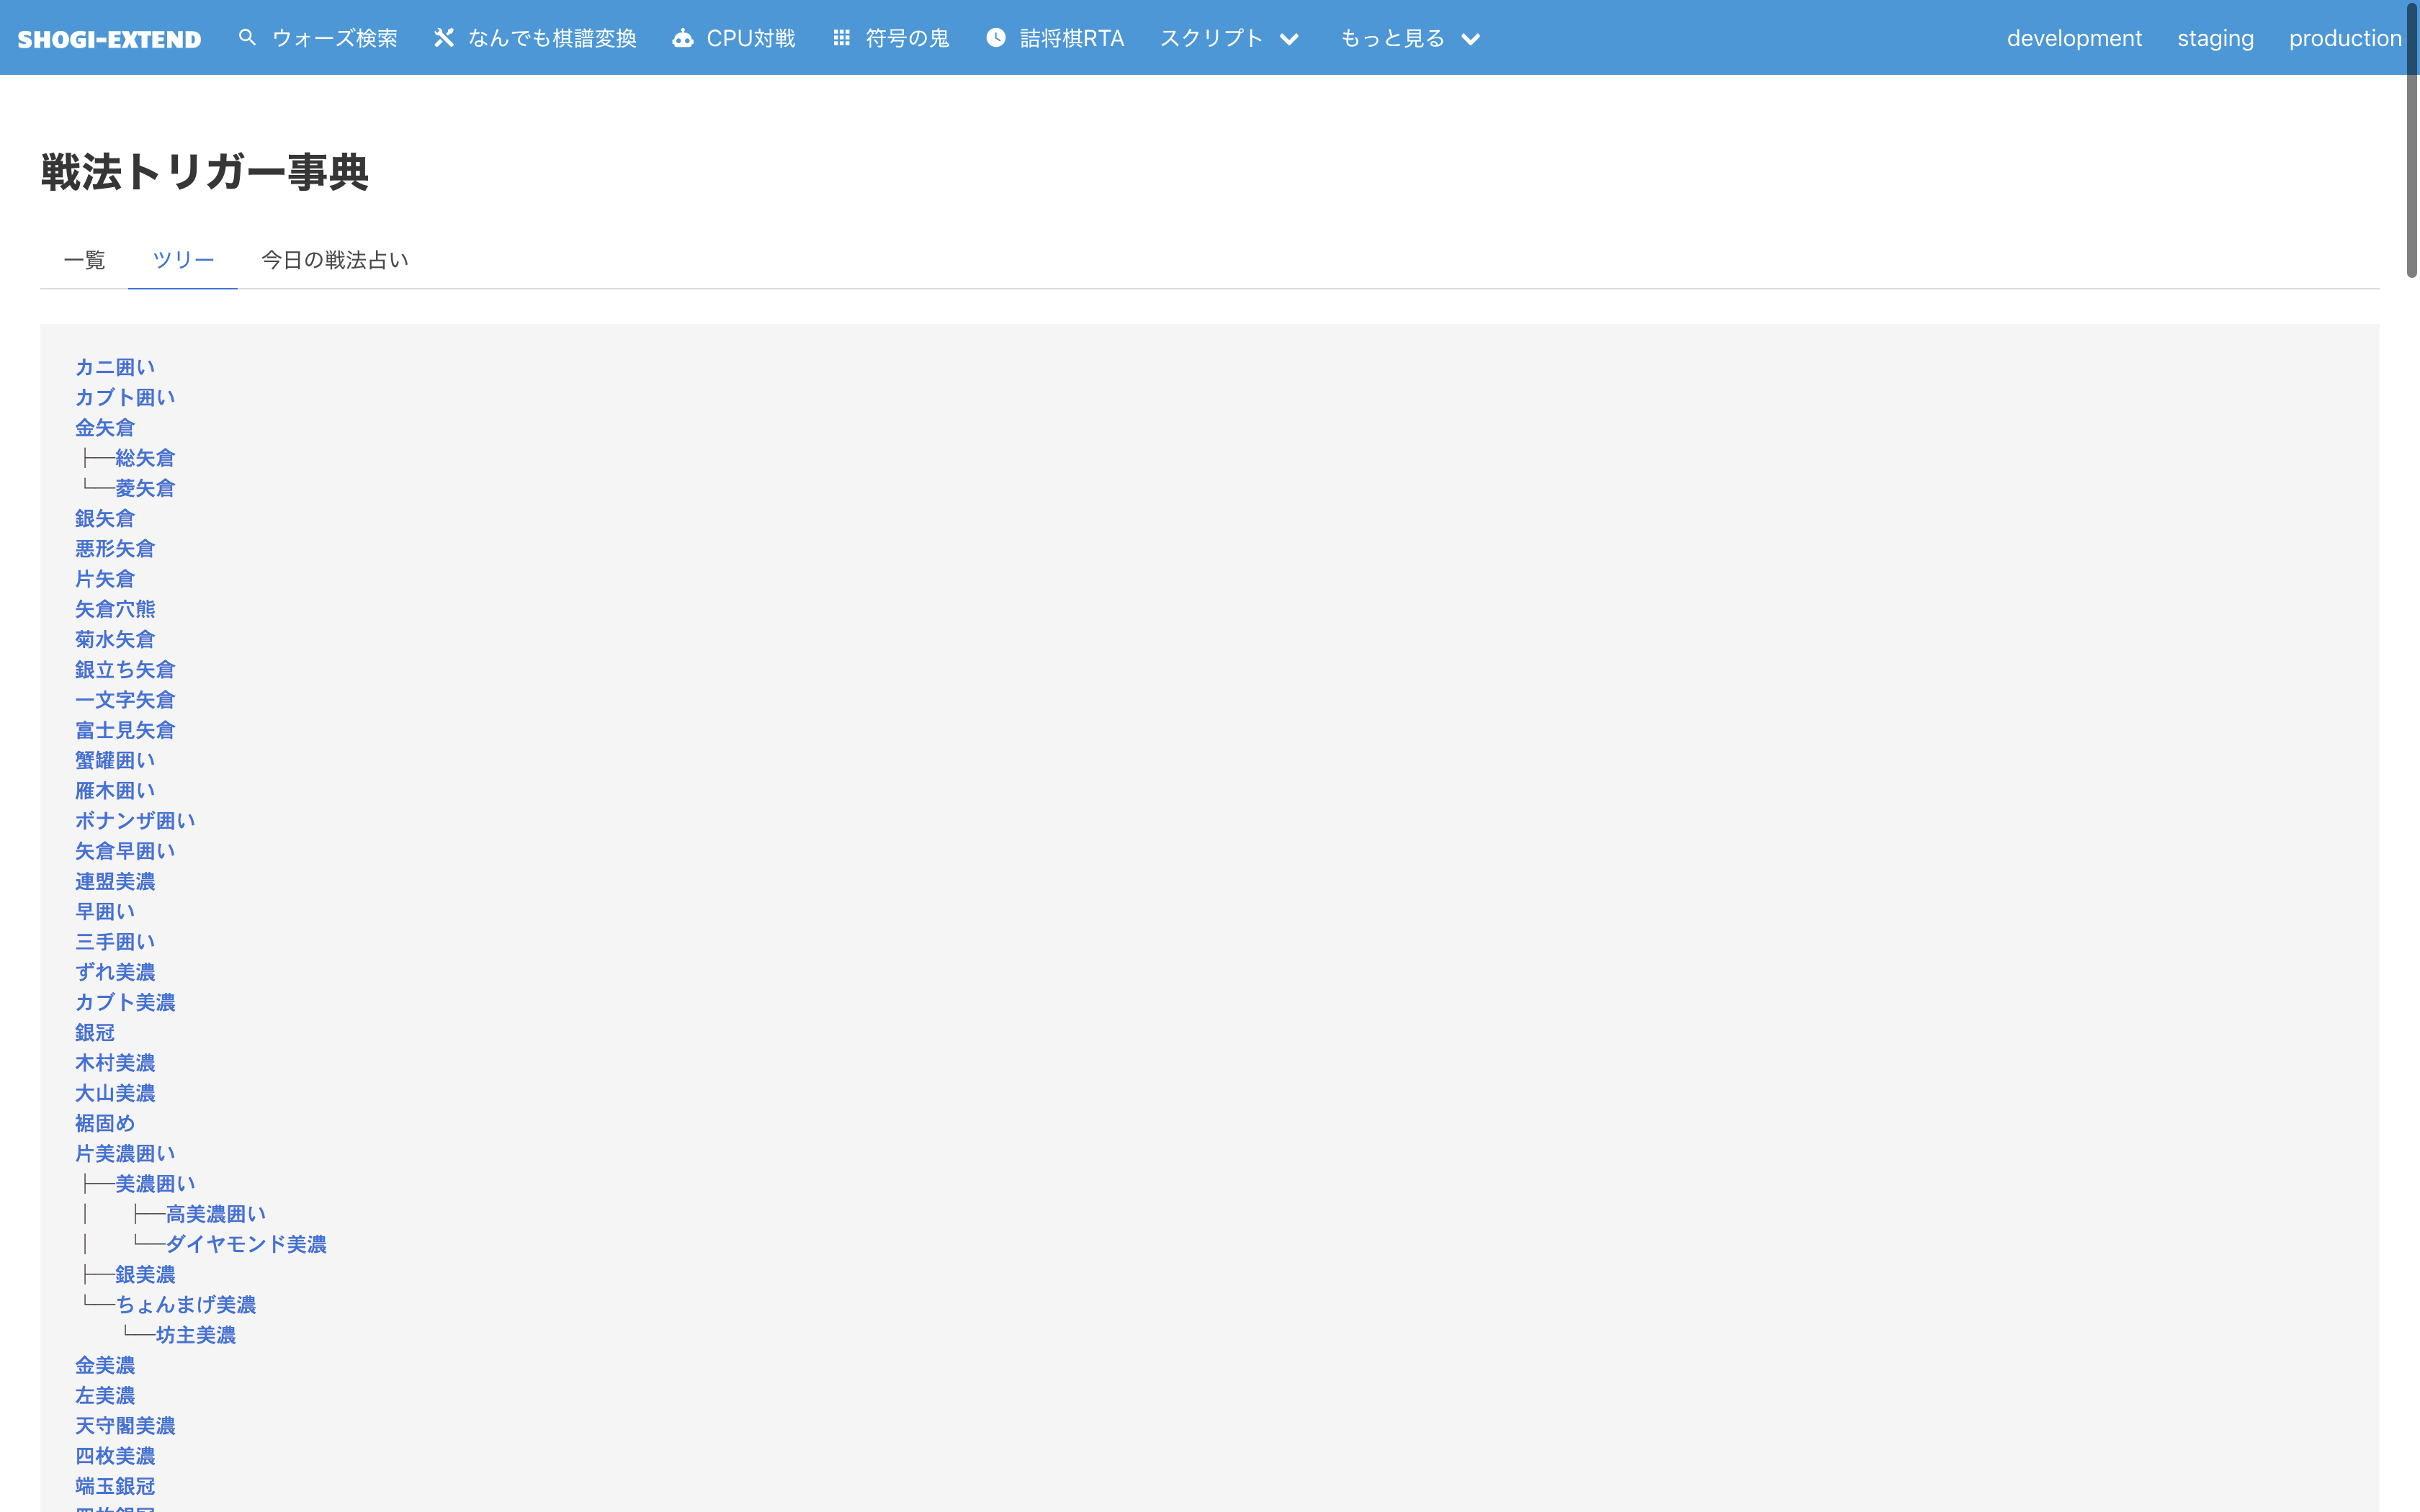 SHOGI-EXTEND ウォーズ検索 なんでも棋譜変換 CPU対戦 符号の鬼 詰将棋RTA スクリプト もっと見る development staging production
戦法トリガー事典
一覧 ツリー 今日の戦法占い
カニ囲い
カブト囲い
金矢倉
├──総矢倉
└──菱矢倉
銀矢倉
悪形矢倉
片矢倉
矢倉穴熊
菊水矢倉
銀立ち矢倉
一文字矢倉
富士見矢倉
蟹罐囲い
雁木囲い
ボナンザ囲い
矢倉早囲い
連盟美濃
早囲い
三手囲い
ずれ美濃
カブト美濃
銀冠
木村美濃
大山美濃
裾固め
片美濃囲い
├──美濃囲い
│   ├──高美濃囲い
│   └──ダイヤモンド美濃
├──銀美濃
└──ちょんまげ美濃
    └──坊主美濃
金美濃
左美濃
天守閣美濃
四枚美濃
端玉銀冠